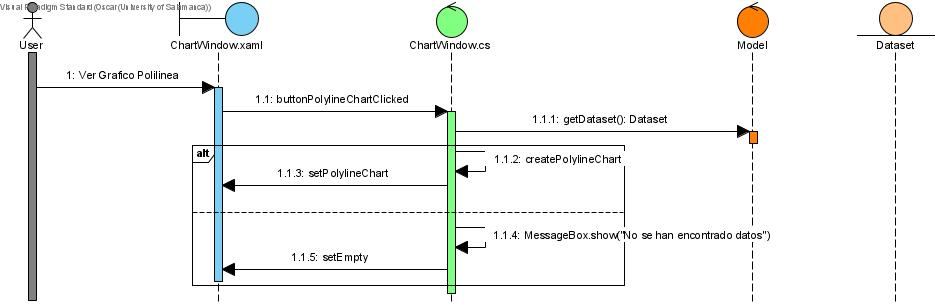 Visual Paradigm Standard (Oscar(University of Salamanca))
User
ChartWindow.xaml
ChartWindow.cs
Model
Dataset
1: Ver Grafico Polilinea
1.1: buttonPolylineChartClicked
1.1.1: getDataset(): Dataset
alt
1.1.2: createPolylineChart
1.1.3: setPolylineChart
1.1.4: MessageBox.show("No se han encontrado datos")
1.1.5: setEmpty